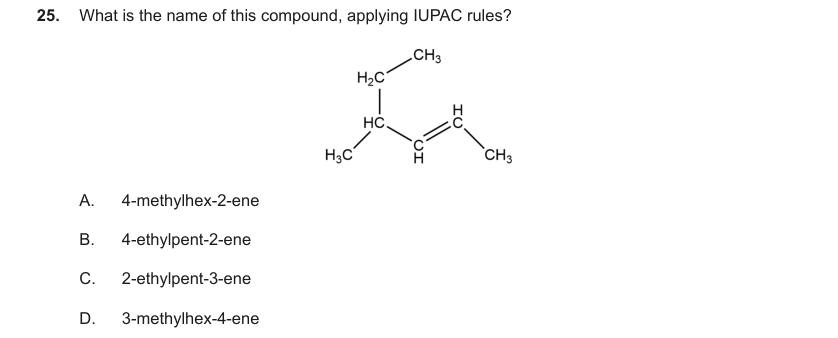 25. What is the name of this compound, applying IUPAC rules?
CH₃
H₂C
H
HC
C
H₃C
C
H
CH₃
A. 4-methylhex-2-ene
B. 4-ethylpent-2-ene
C. 2-ethylpent-3-ene
D. 3-methylhex-4-ene